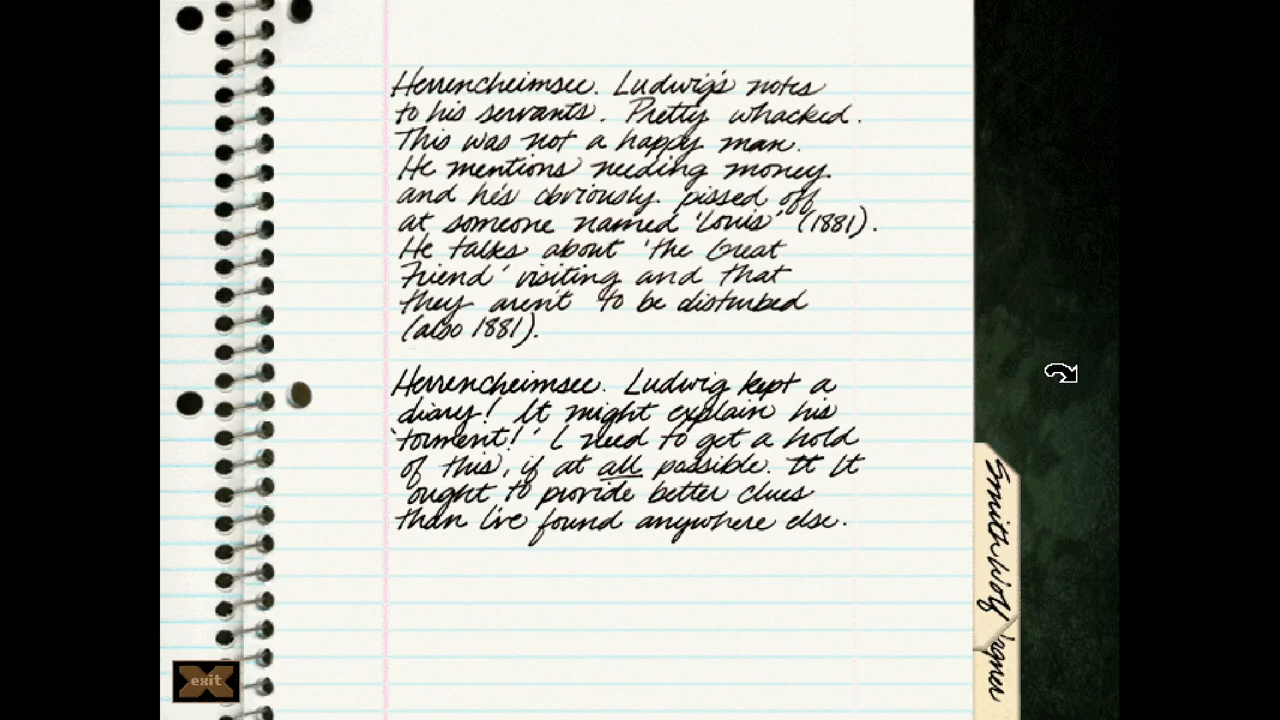 Herrencheimsee. Ludwig's notes
to his servants. Pretty whacked.
This was not a happy man.
He mentions needing money.
and he's obviously. pissed off
at someone named 'Louis' (1881).
He talks about 'the Great
Friend' visiting and that
they aren't to be disturbed
(also 1881).
Herrencheimsee. Ludwig kept a
diary! It might explain his
'torment!' I need to get a hold
of this, if at all possible. It It
ought to provide better clues
than I've found anywhere else.
Smith Wolf
exit